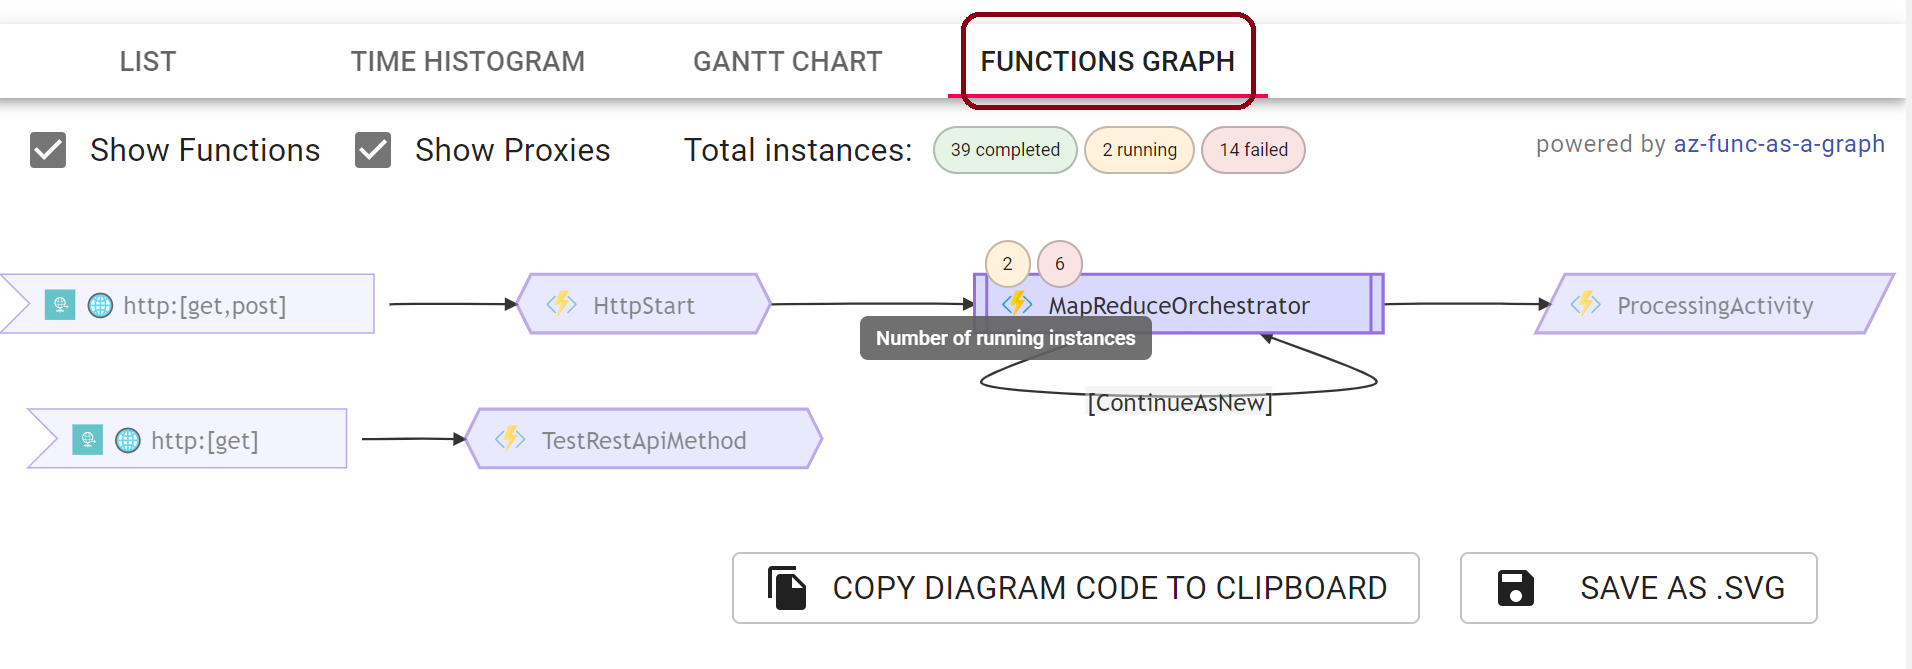 LIST TIME HISTOGRAM GANTT CHART FUNCTIONS GRAPH
Show Functions Show Proxies Total instances: 39 completed 2 running 14 failed powered by az-func-as-a-graph
2 6
http:[get,post] HttpStart MapReduceOrchestrator ProcessingActivity
Number of running instances
[ContinueAsNew]
http:[get] TestRestApiMethod
COPY DIAGRAM CODE TO CLIPBOARD SAVE AS .SVG